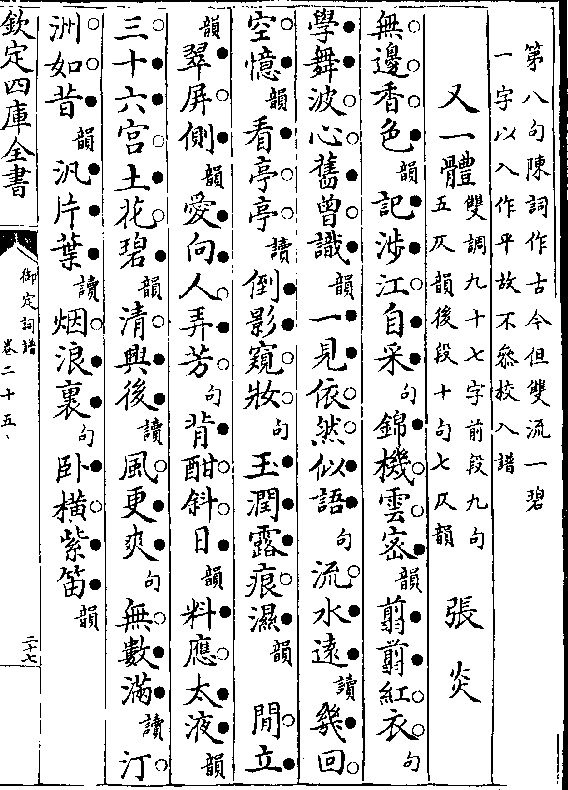 第八句陳詞作古今但雙流一碧
一字以入作平故不叅校入譜
又一體 雙調九十七字前段九句
五仄韻後段十句七仄韻 張炎
無邊香色韻記涉江自采句錦機雲宻韻翦翦紅衣句
學舞波心舊曾識韻一見依然似語句流水遠讀幾回
空憶韻看亭亭讀倒影窺妝句玉潤露痕濕韻 閒立
韻翠屏側韻愛向人弄芳句背酣斜日韻料應太液韻
三十六宮土花碧韻清興後讀風更爽句無數滿讀汀
洲如昔韻汎片葉讀烟浪裏句卧橫紫笛韻
欽定四庫全書
御定詞譜
卷二十五
二十七